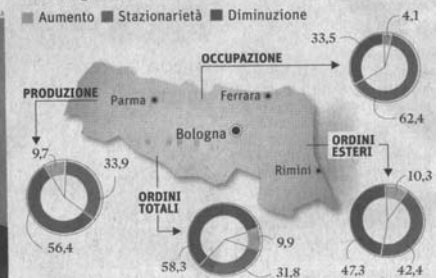 Aumento Stazionarietà Diminuzione
4,1
33,5
OCCUPAZIONE
62,4
PRODUZIONE
Parma
Ferrara
Bologna
9,7
33,9
56,4
ORDINI
ESTERI
Rimini
10,3
47,3
42,4
ORDINI
TOTALI
9,9
58,3
31,8